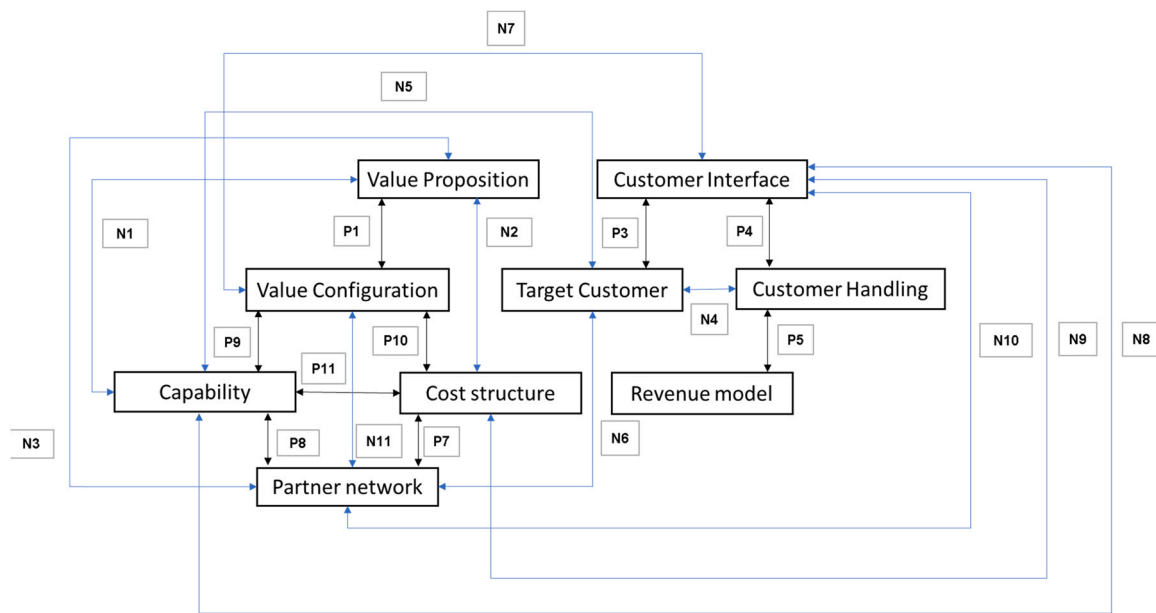 N7
N5
Value Proposition
Customer Interface
N1
P1
N2
P3
P4
Value Configuration
Target Customer
Customer Handling
N4
P9
P10
P5
N10
N9
N8
P11
Capability
Cost structure
Revenue model
N3
P8
N11
P7
N6
Partner network